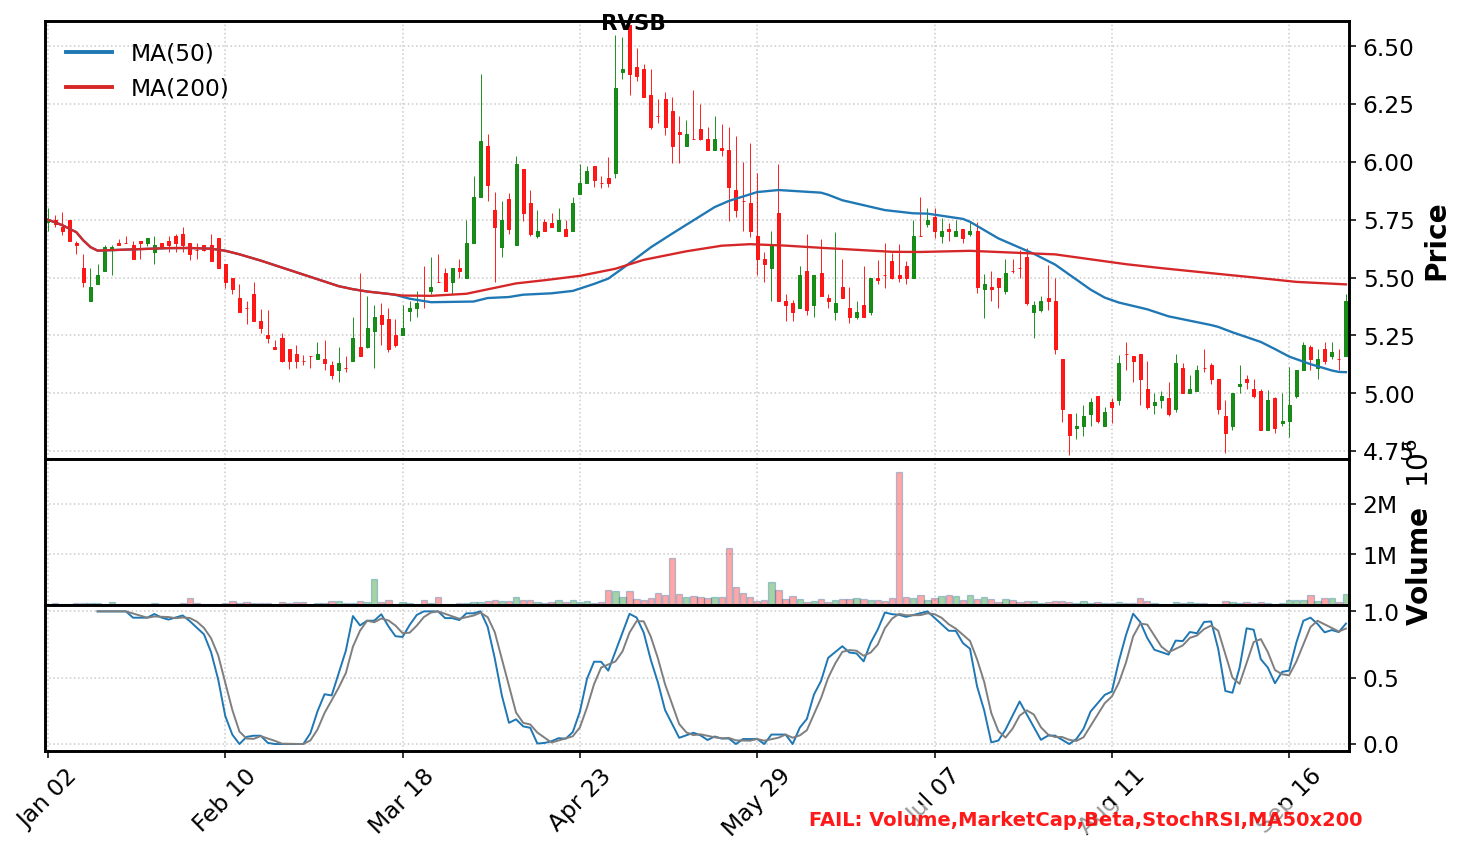 RVSB
MA(50)
MA(200)
6.50
6.25
6.00
5.75
5.50
5.25
5.00
4.75
Price
10⁶
2M
1M
Volume
1.0
0.5
0.0
Jan 02
Feb 10
Mar 18
Apr 23
May 29
Jul 07
Aug 11
Sep 16
FAIL: Volume,MarketCap,Beta,StochRSI,MA50x200